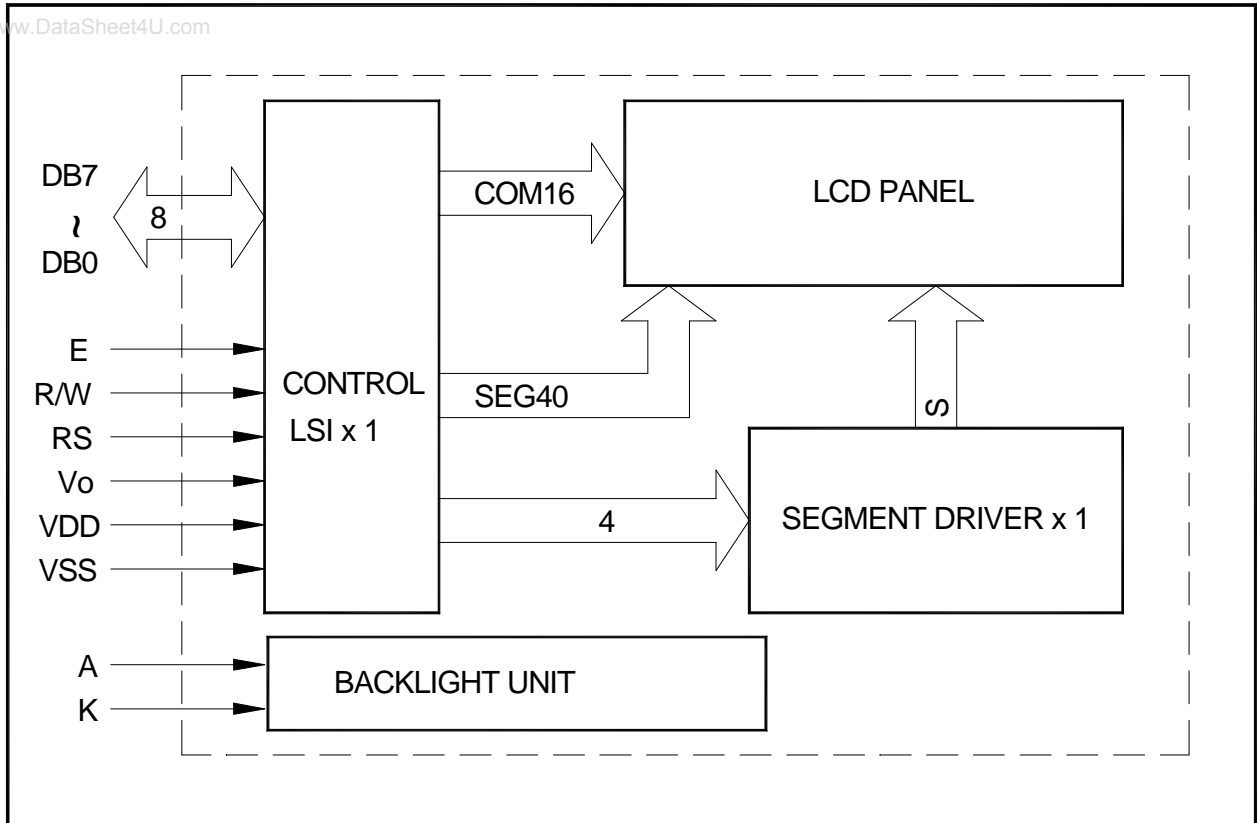 w.DataSheet4U.com
DB7
~
DB0
8
E
R/W
RS
Vo
VDD
VSS
A
K
CONTROL
LSI x 1
COM16
SEG40
4
LCD PANEL
S
SEGMENT DRIVER x 1
BACKLIGHT UNIT